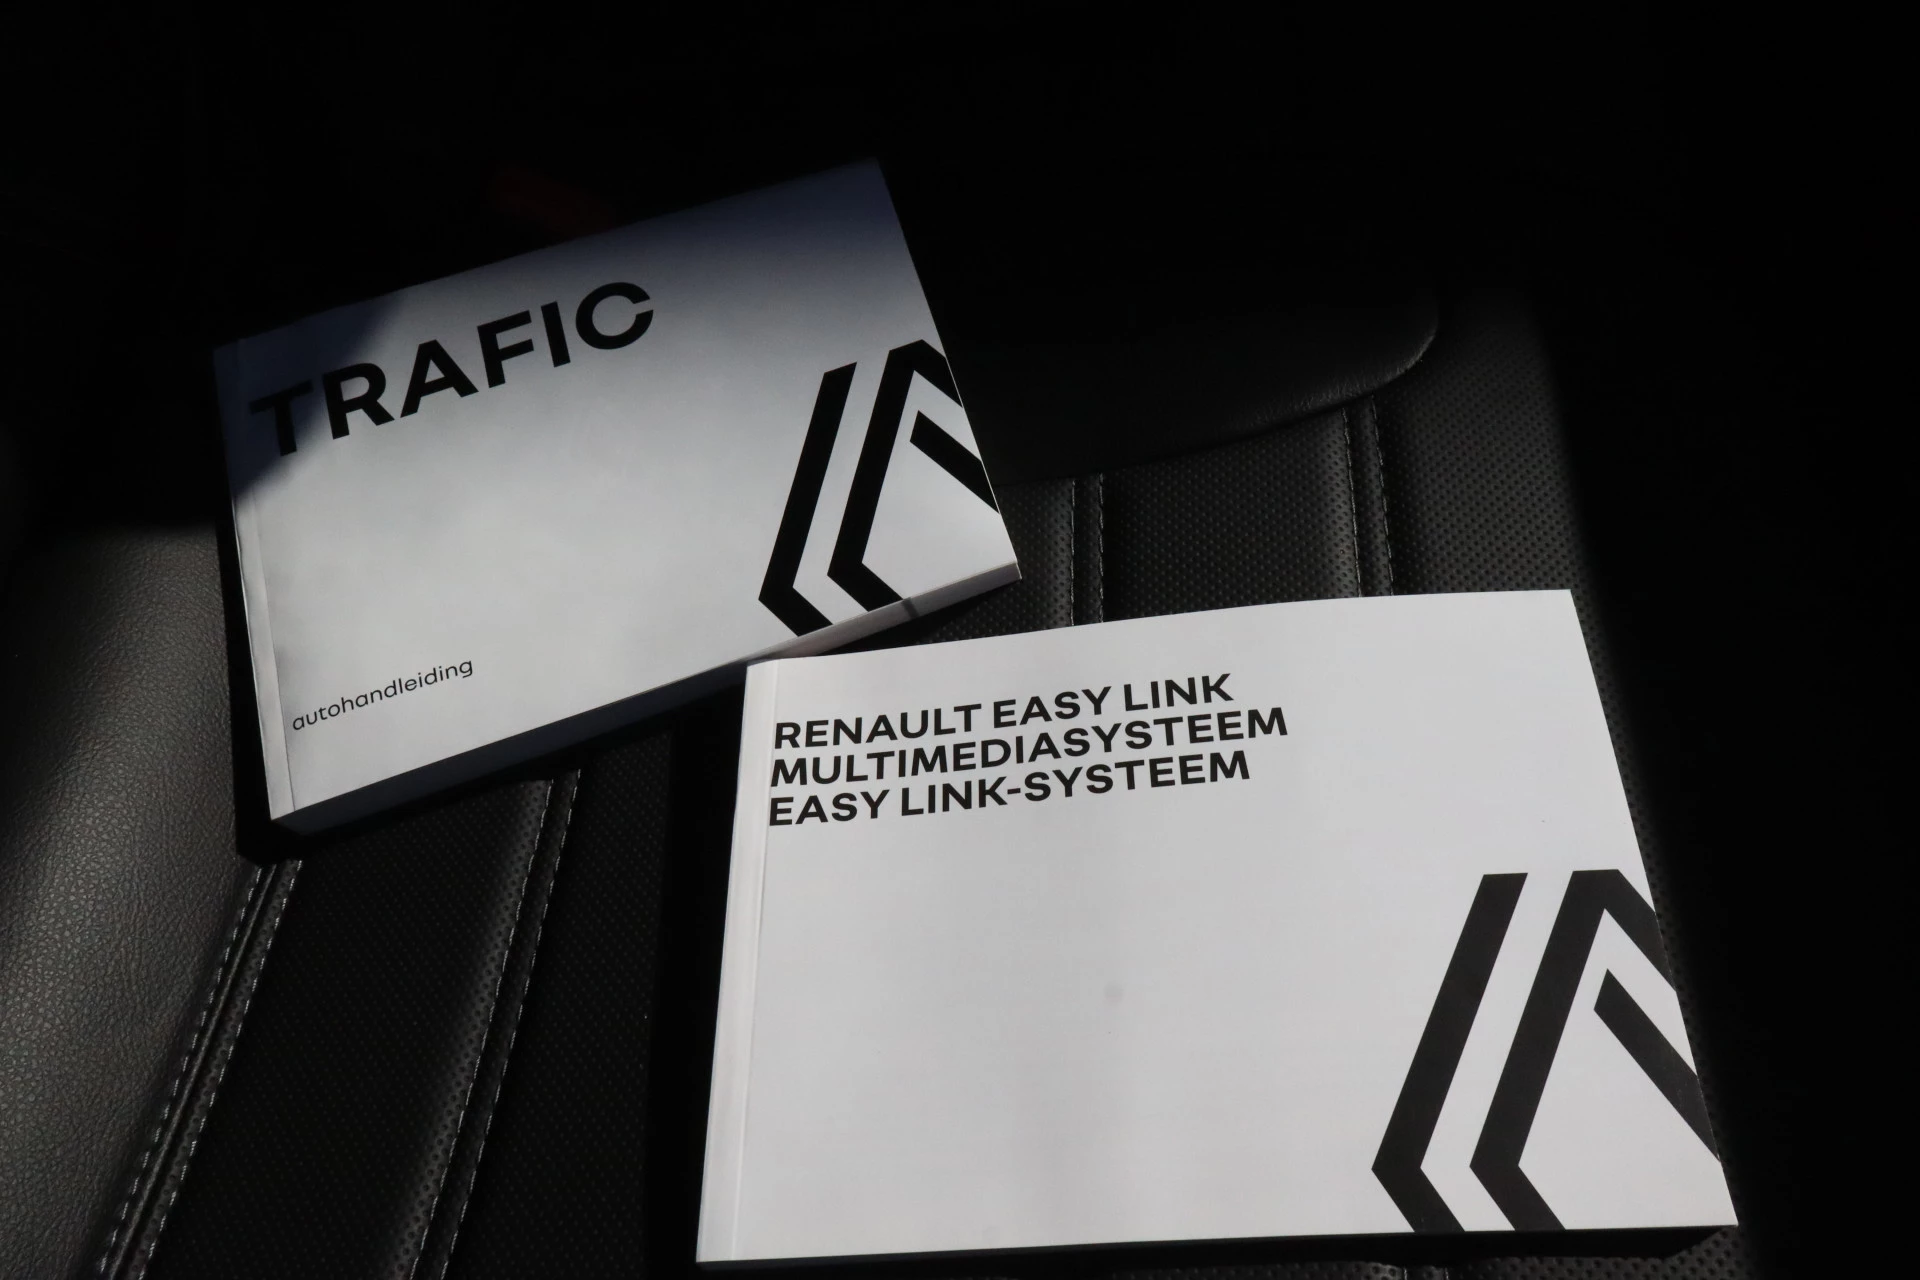 TRAFIC
autohandleiding
RENAULT EASY LINK
MULTIMEDIASYSTEEM
EASY LINK-SYSTEEM